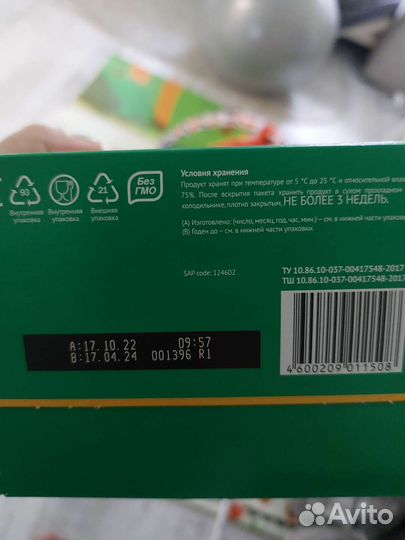 Условия хранения
Продукт хранят при температуре от 5 °С до 25 °С и относительной влаж
75%. После вскрытия пакета хранить продукт в сухом прохладном
холодильнике, плотно закрытым, НЕ БОЛЕЕ 3 НЕДЕЛЬ.
(А) Изготовлено: (число, месяц, год, час, мин.) – см. в нижней части упаковки.
(В) Годен до – см. в нижней части упаковки.
93
21
Без ГМО
Внутренняя упаковка
Внутренняя упаковка
Внешняя упаковка
SAP code: 124602
ТУ 10.86.10-037-00417548-2017
ТШ 10.86.10-037-00417548-2017
A:17.10.22 09:57
B:17.04.24 001396 R1
4 600209 011508
Avito